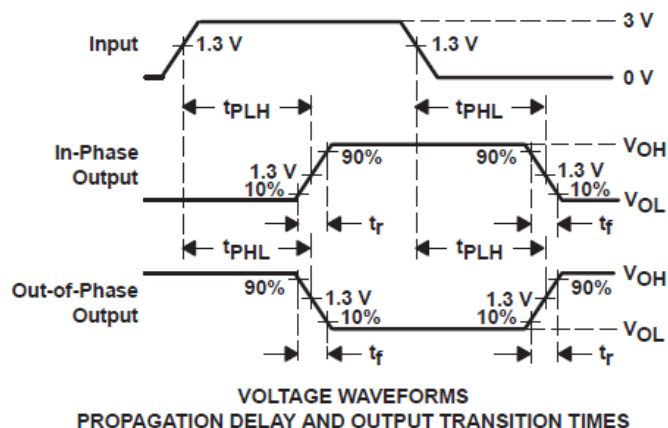 3 V
Input
1.3 V
1.3 V
0 V
tPLH
tPHL
In-Phase
Output
90%
90%
VOH
1.3 V
1.3 V
10%
10%
VOL
tr
tf
tPHL
tPLH
Out-of-Phase
Output
90%
90%
VOH
1.3 V
1.3 V
10%
10%
VOL
tf
tr
VOLTAGE WAVEFORMS
PROPAGATION DELAY AND OUTPUT TRANSITION TIMES